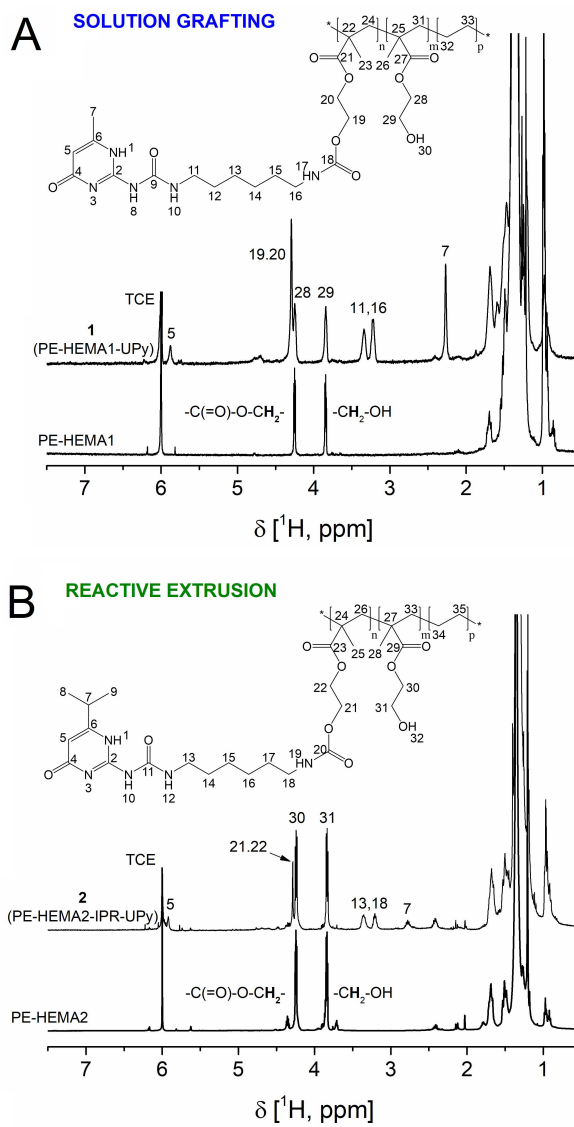 A SOLUTION GRAFTING
* 22 24 n 25 31 m 32 33 p *
O 21 23 26 27 O
O O
20 28
19 29
OH
30
7
6
5 NH 1
O 4 N 3 2 N H 8 O 9 N H 10 11 12 13 14 15 16 17 NH 18 O O
19.20
28
29
11,16
7
TCE
5
1
(PE-HEMA1-UPy)
-C(=O)-O-CH2-
-CH2-OH
PE-HEMA1
7 6 5 4 3 2 1
δ [1H, ppm]
B REACTIVE EXTRUSION
* 24 26 n 27 33 m 34 35 p *
O 23 25 28 29 O
O O
22 30
21 31
OH
32
8 7 9
6
5 NH 1
O 4 N 3 2 N H 10 O 11 N H 12 13 14 15 16 17 18 19 NH 20 O O
30
31
21.22
13,18
7
TCE
5
2
(PE-HEMA2-IPR-UPy)
-C(=O)-O-CH2-
-CH2-OH
PE-HEMA2
7 6 5 4 3 2 1
δ [1H, ppm]